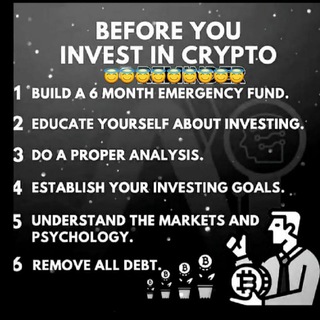 BEFORE YOU
INVEST IN CRYPTO
1 BUILD A 6 MONTH EMERGENCY FUND.
2 EDUCATE YOURSELF ABOUT INVESTING.
3 DO A PROPER ANALYSIS.
4 ESTABLISH YOUR INVESTING GOALS.
5 UNDERSTAND THE MARKETS AND
PSYCHOLOGY.
6 REMOVE ALL DEBT.